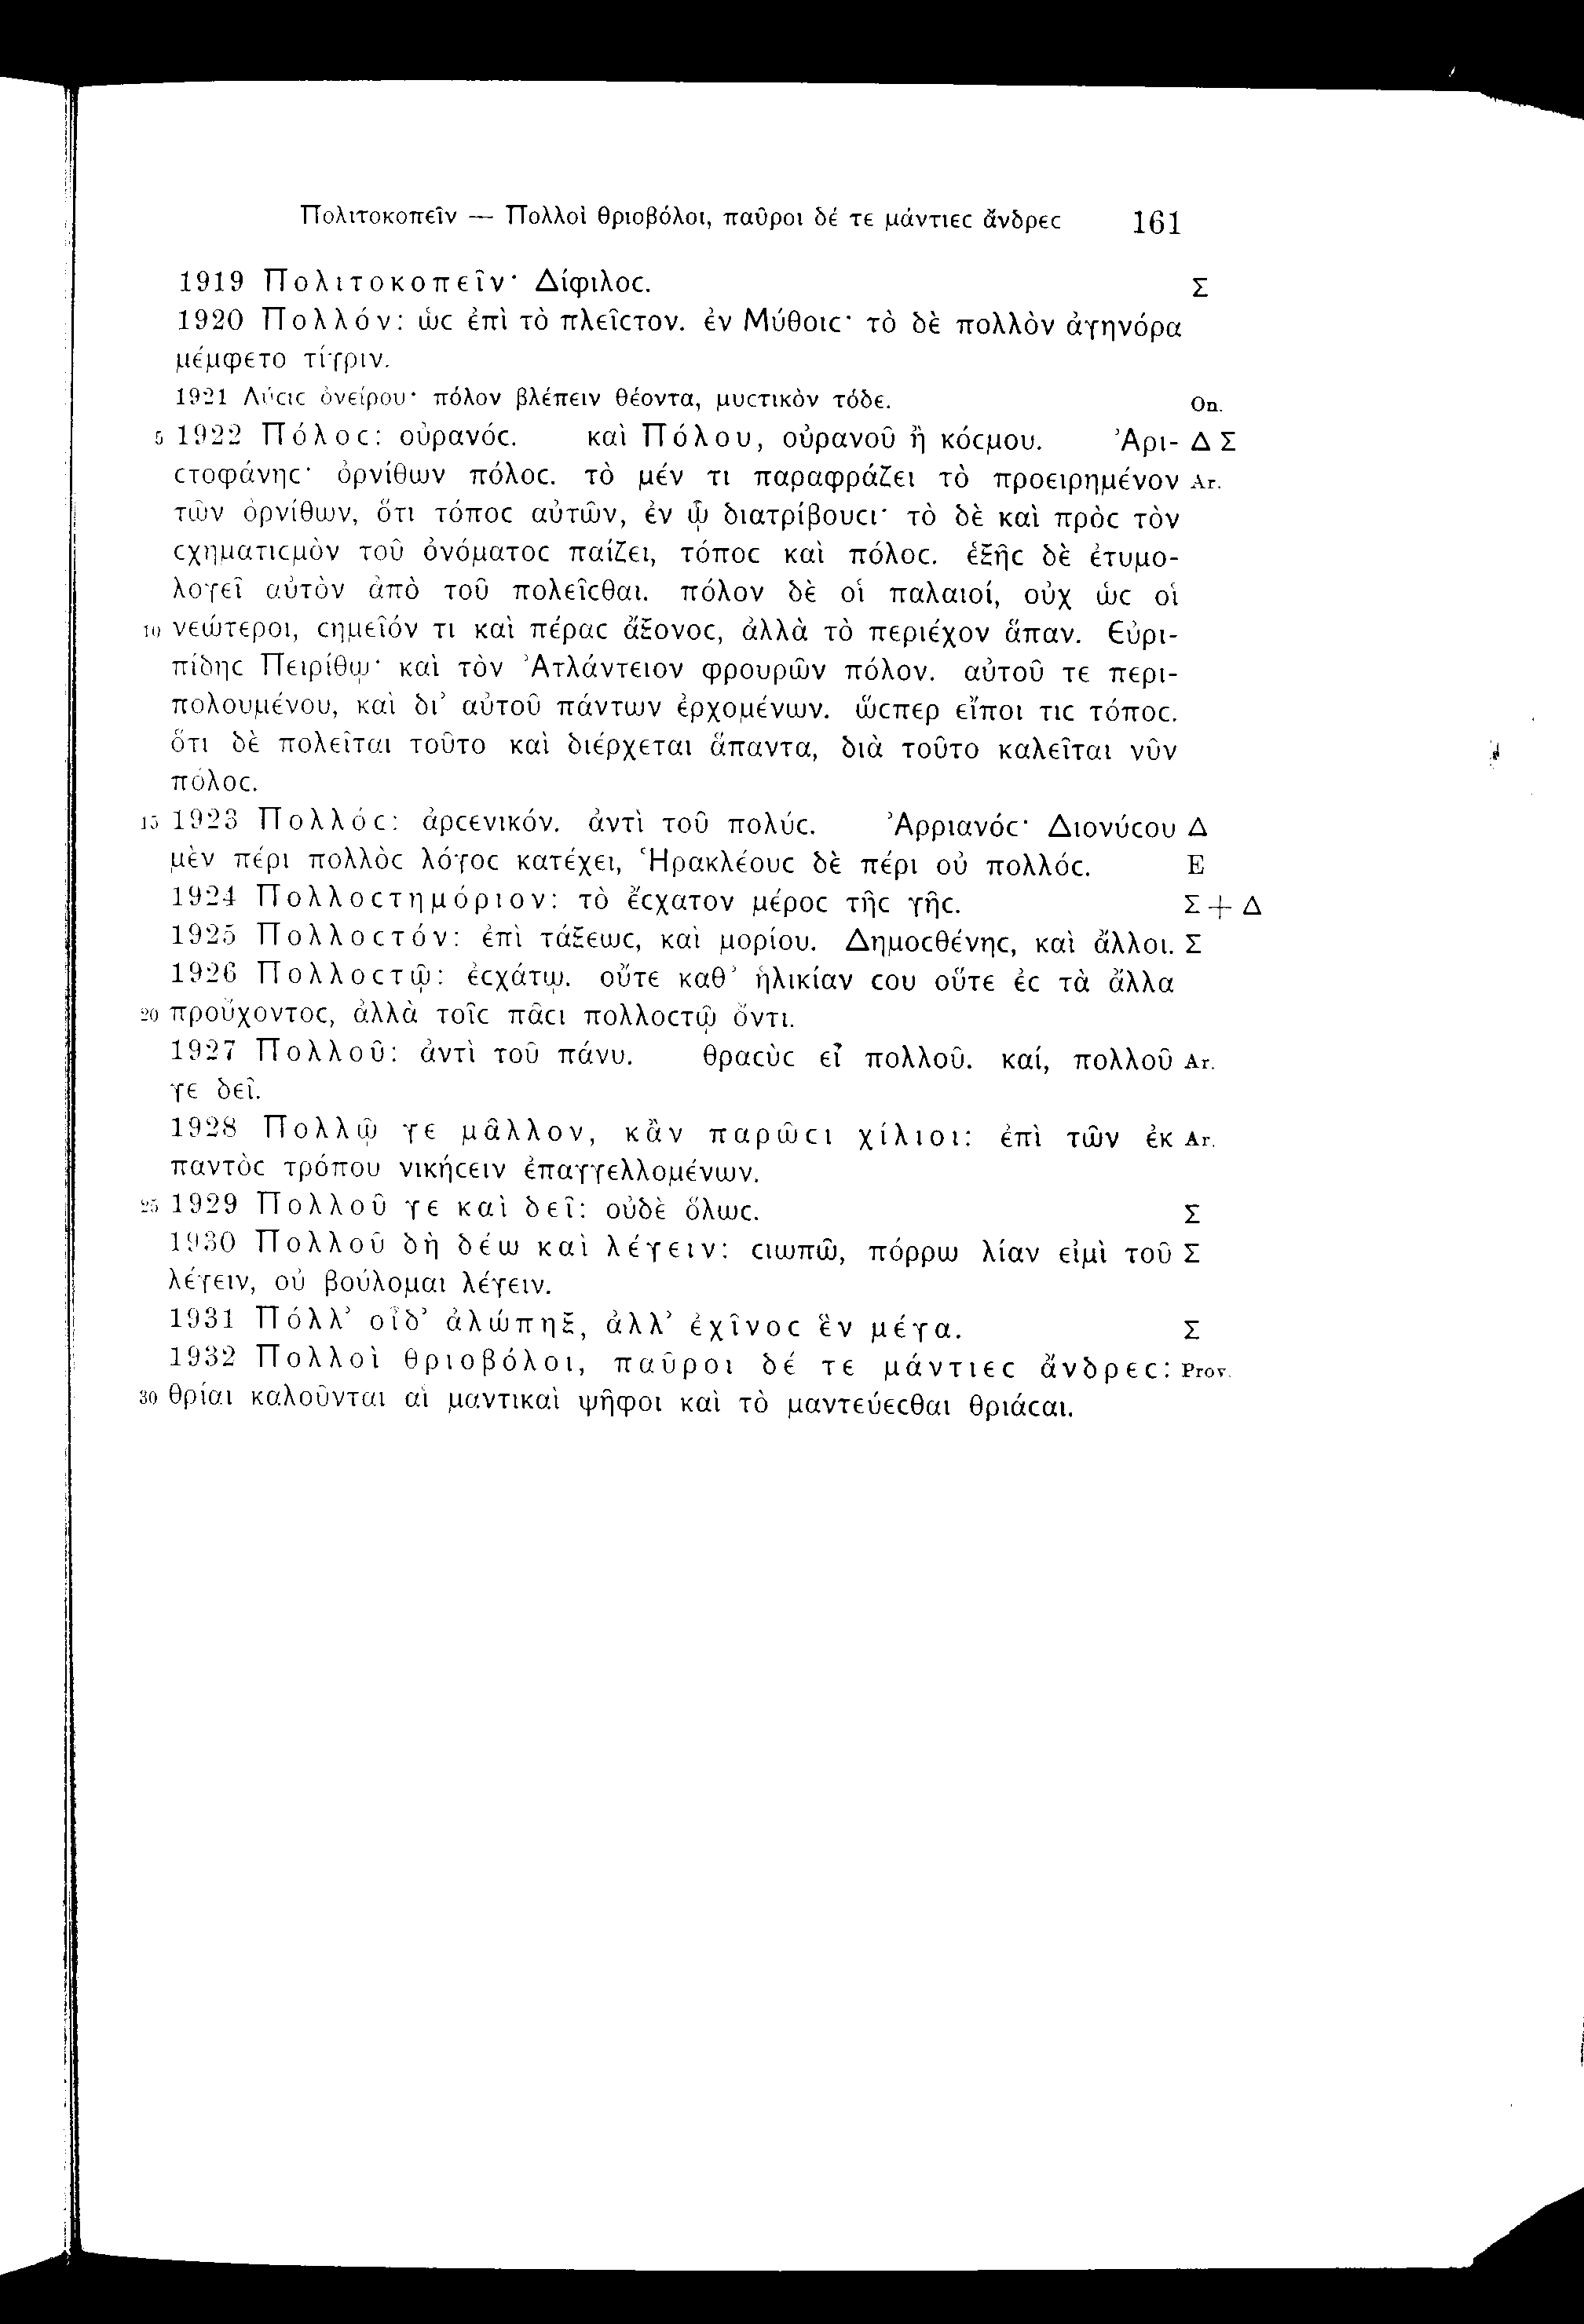 Πολιτοκοπεῖν — Πολλοὶ θριοβόλοι, παῦροι δέ τε μάντιεϲ ἄνδρεϲ 161
1919 Πολιτοκοπεῖν· Δίφιλοϲ. Σ
1920 Πολλόν: ὡϲ ἐπὶ τὸ πλεῖϲτον. ἐν Μύθοιϲ· τὸ δὲ πολλὸν ἀγηνόρα
μέμφετο τίγριν.
1921 Λύϲιϲ ὀνείρου· πόλον βλέπειν θέοντα, μυϲτικὸν τόδε. On.
5 1922 Πόλοϲ: οὐρανόϲ. καὶ Πόλου, οὐρανοῦ ἢ κόϲμου. Ἀρι- Δ Σ
ϲτοφάνηϲ· ὀρνίθων πόλοϲ. τὸ μέν τι παραφράζει τὸ προειρημένον Ar.
τῶν ὀρνίθων, ὅτι τόποϲ αὐτῶν, ἐν ᾧ διατρίβουϲι· τὸ δὲ καὶ πρὸϲ τὸν
ϲχηματιϲμὸν τοῦ ὀνόματοϲ παίζει, τόποϲ καὶ πόλοϲ. ἑξῆϲ δὲ ἐτυμο-
λογεῖ αὐτὸν ἀπὸ τοῦ πολεῖϲθαι. πόλον δὲ οἱ παλαιοί, οὐχ ὡϲ οἱ
10 νεώτεροι, ϲημεῖόν τι καὶ πέραϲ ἄξονοϲ, ἀλλὰ τὸ περιέχον ἅπαν. Εὐρι-
πίδηϲ Πειρίθῳ· καὶ τὸν Ἀτλάντειον φρουρῶν πόλον. αὐτοῦ τε περι-
πολουμένου, καὶ δι᾽ αὐτοῦ πάντων ἐρχομένων. ὥϲπερ εἴποι τιϲ τόποϲ.
ὅτι δὲ πολεῖται τοῦτο καὶ διέρχεται ἅπαντα, διὰ τοῦτο καλεῖται νῦν
πόλοϲ.
15 1923 Πολλόϲ: ἀρϲενικόν. ἀντὶ τοῦ πολύϲ. Ἀρριανόϲ· Διονύϲου Δ
μὲν πέρι πολλὸϲ λόγοϲ κατέχει, Ἡρακλέουϲ δὲ πέρι οὐ πολλόϲ. E
1924 Πολλοϲτημόριον: τὸ ἔϲχατον μέροϲ τῆϲ γῆϲ. Σ + Δ
1925 Πολλοϲτόν: ἐπὶ τάξεωϲ, καὶ μορίου. Δημοϲθένηϲ, καὶ ἄλλοι. Σ
1926 Πολλοϲτῷ: ἐϲχάτῳ. οὔτε καθ᾽ ἡλικίαν ϲου οὔτε ἐϲ τὰ ἄλλα
20 προὔχοντοϲ, ἀλλὰ τοῖϲ πᾶϲι πολλοϲτῷ ὄντι.
1927 Πολλοῦ: ἀντὶ τοῦ πάνυ. θραϲὺϲ εἶ πολλοῦ. καί, πολλοῦ Ar.
γε δεῖ.
1928 Πολλῷ γε μᾶλλον, κἂν παρῶϲι χίλιοι: ἐπὶ τῶν ἐκ Ar.
παντὸϲ τρόπου νικήϲειν ἐπαγγελλομένων.
25 1929 Πολλοῦ γε καὶ δεῖ: οὐδὲ ὅλωϲ. Σ
1930 Πολλοῦ δὴ δέω καὶ λέγειν: ϲιωπῶ, πόρρω λίαν εἰμὶ τοῦ Σ
λέγειν, οὐ βούλομαι λέγειν.
1931 Πόλλ᾽ οἶδ᾽ ἀλώπηξ, ἀλλ᾽ ἐχῖνοϲ ἓν μέγα. Σ
1932 Πολλοὶ θριοβόλοι, παῦροι δέ τε μάντιεϲ ἄνδρεϲ: Prov.
30 θρίαι καλοῦνται αἱ μαντικαὶ ψῆφοι καὶ τὸ μαντεύεϲθαι θριάϲαι.